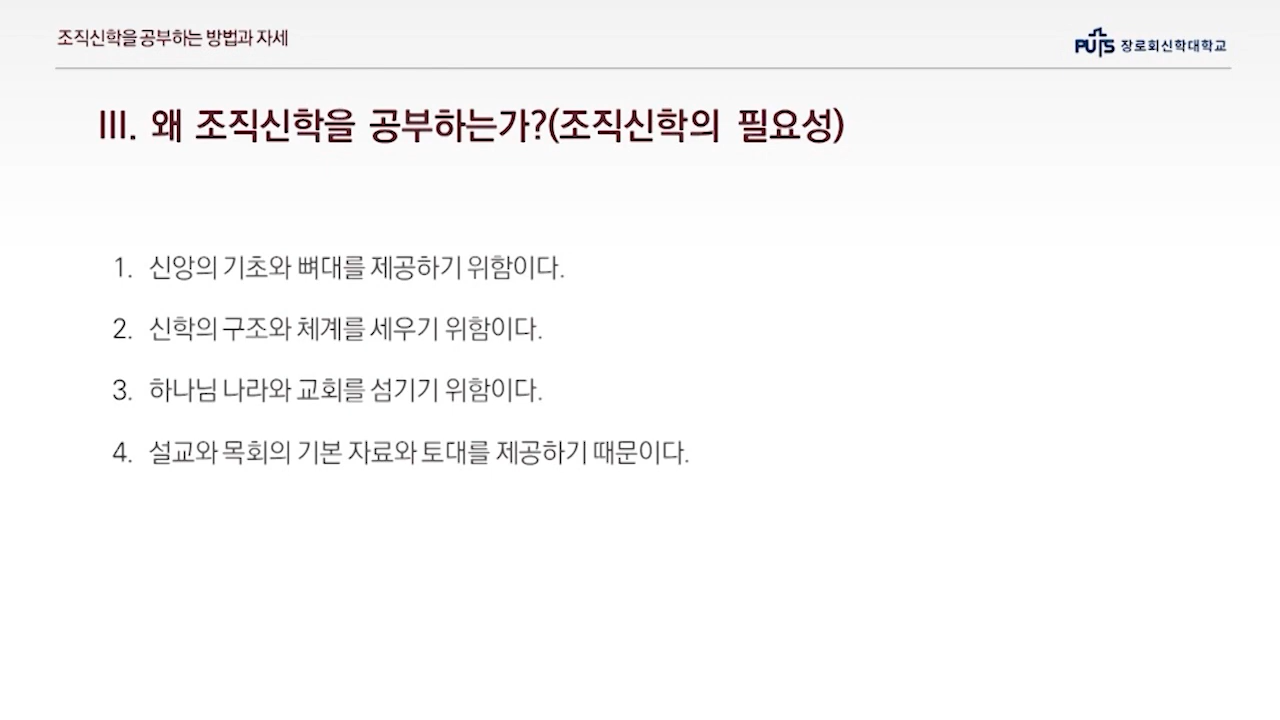 조직신학을 공부하는 방법과 자세
PUTS 장로회신학대학교
III. 왜 조직신학을 공부하는가?(조직신학의 필요성)
1. 신앙의 기초와 뼈대를 제공하기 위함이다.
2. 신학의 구조와 체계를 세우기 위함이다.
3. 하나님 나라와 교회를 섬기기 위함이다.
4. 설교와 목회의 기본 자료와 토대를 제공하기 때문이다.